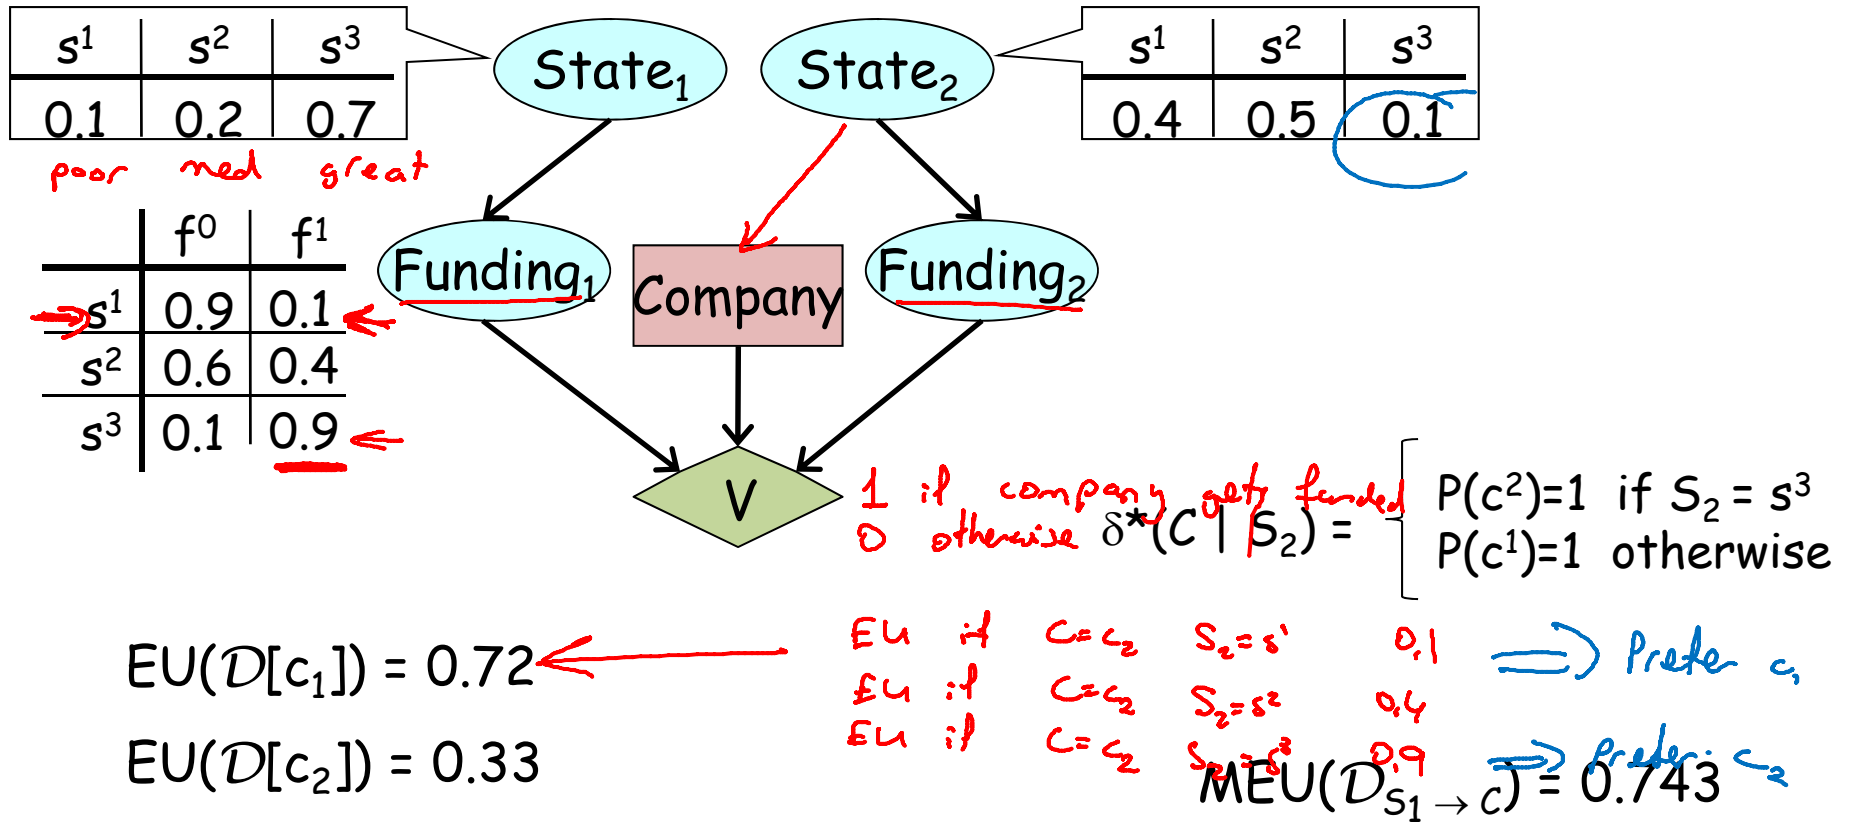 s1 s2 s3
0.1 0.2 0.7
poor med great
State1
State2
s1 s2 s3
0.4 0.5 0.1
f0 f1
s1 0.9 0.1
s2 0.6 0.4
s3 0.1 0.9
Funding1
Company
Funding2
V
1 if company gets funded
0 otherwise
δ*(C | S2) =
P(c2)=1 if S2 = s3
P(c1)=1 otherwise
EU(D[c1]) = 0.72
EU(D[c2]) = 0.33
EU if C=c2 S2=s1 0.1 ⇒ Prefer c1
EU if C=c2 S2=s2 0.4
EU if C=c2 S2=s3 0.9 ⇒ prefer c2
MEU(D S1 → C) = 0.743